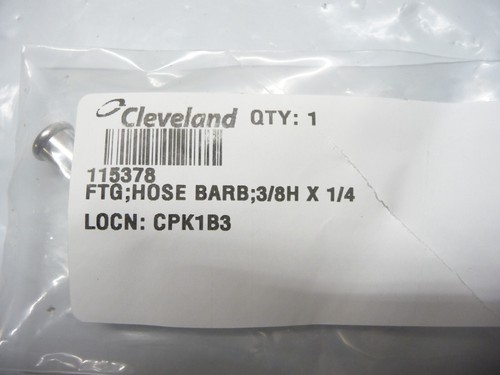 Cleveland QTY: 1
115378
FTG;HOSE BARB;3/8H X 1/4
LOCN: CPK1B3